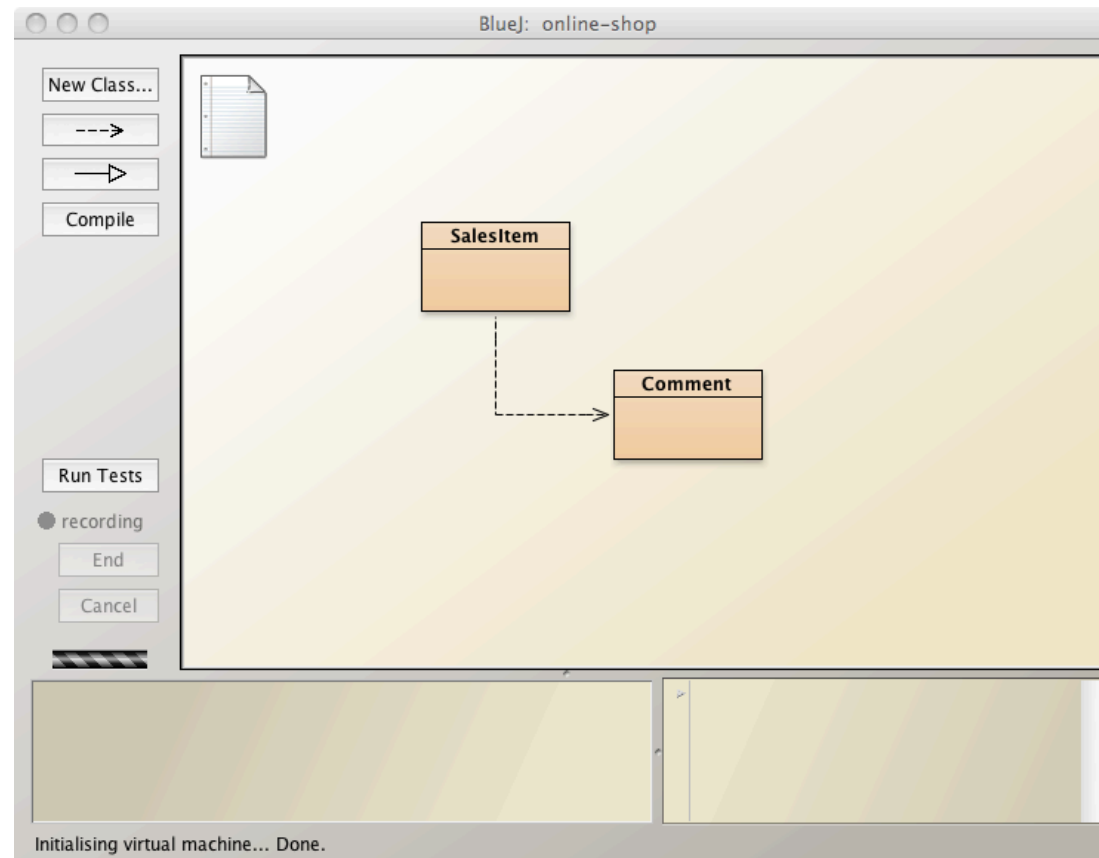 BlueJ: online-shop
New Class...
Compile
SalesItem
Comment
Run Tests
recording
End
Cancel
Initialising virtual machine... Done.